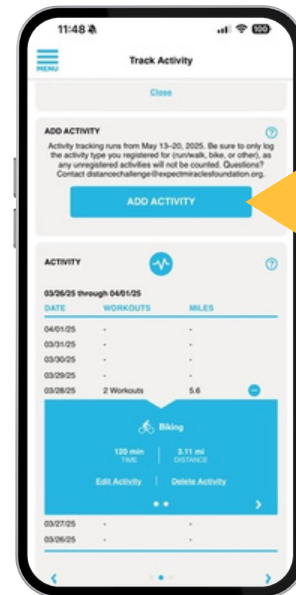 11:48
MENU
Track Activity
Close
ADD ACTIVITY
Activity tracking runs from May 13–20, 2025. Be sure to only log
the activity type you registered for (run/walk, bike, or other), as
any unregistered activities will not be counted. Questions?
Contact distancechallenge@expectmiraclesfoundation.org.
ADD ACTIVITY
ACTIVITY
03/26/25 through 04/01/25
DATE WORKOUTS MILES
04/01/25 - -
03/31/25 - -
03/30/25 - -
03/29/25 - -
03/28/25 2 Workouts 5.6
Biking
120 min 3.11 mi
TIME DISTANCE
Edit Activity Delete Activity
03/27/25 - -
03/26/25 - -